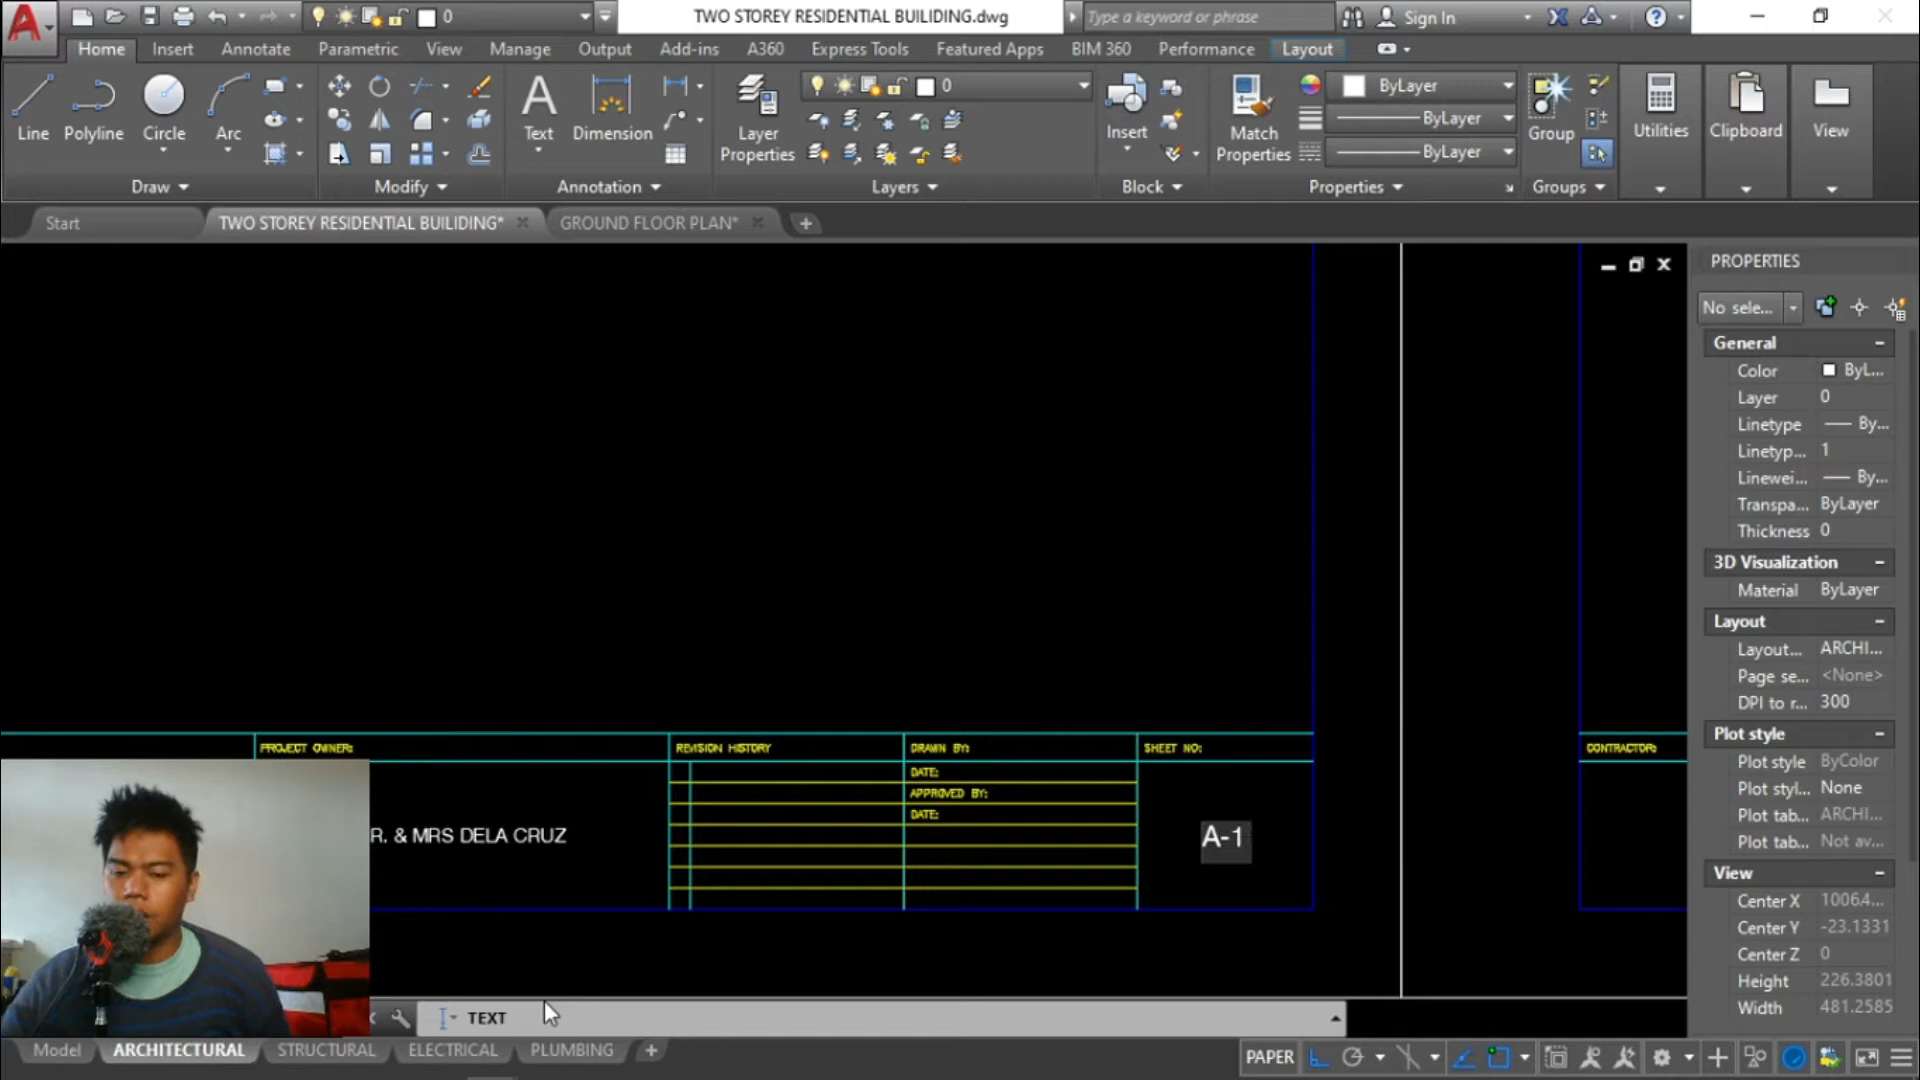 0
TWO STOREY RESIDENTIAL BUILIDING.dwg
Type a keyword or phrase
Sign In
Home
Insert
Annotate
Parametric
View
Manage
Output
Add-ins
A360
Express Tools
Featured Apps
BIM 360
Performance
Layout
Line
Polyline
Circle
Arc
Text
Dimension
Layer Properties
0
Insert
Match Properties
ByLayer
ByLayer
ByLayer
Group
Utilities
Clipboard
View
Draw
Modify
Annotation
Layers
Block
Properties
Groups
Start
TWO STOREY RESIDENTIAL BUILIDING*
GROUND FLOOR PLAN*
PROPERTIES
No sele...
General
Color ByL...
Layer 0
Linetype By...
Linetyp... 1
Linewei... By...
Transpa... ByLayer
Thickness 0
3D Visualization
Material ByLayer
Layout
Layout... ARCHI...
Page se... <None>
DPI to r... 300
Plot style
Plot style ByColor
Plot styl... None
Plot tab... ARCHI...
Plot tab... Not av...
View
Center X 1006.4...
Center Y -23.1331
Center Z 0
Height 226.3801
Width 481.2585
PROJECT OWNER:
REVISION HISTORY
DRAWN BY:
SHEET NO:
CONTRACTOR:
DATE:
APPROVED BY:
DATE:
R. & MRS DELA CRUZ
A-1
TEXT
Model
ARCHITECTURAL
STRUCTURAL
ELECTRICAL
PLUMBING
PAPER